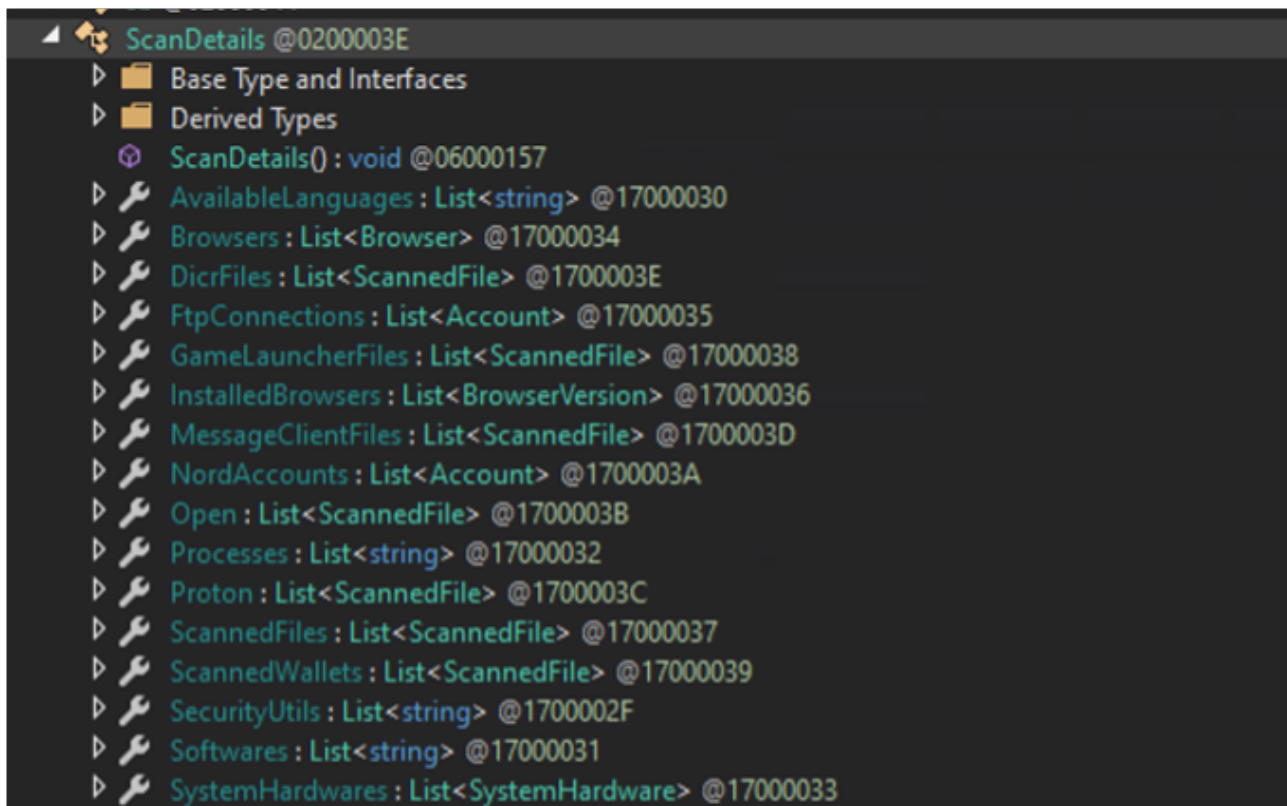 ScanDetails @0200003E
Base Type and Interfaces
Derived Types
ScanDetails() : void @06000157
AvailableLanguages : List<string> @17000030
Browsers : List<Browser> @17000034
DicrFiles : List<ScannedFile> @1700003E
FtpConnections : List<Account> @17000035
GameLauncherFiles : List<ScannedFile> @17000038
InstalledBrowsers : List<BrowserVersion> @17000036
MessageClientFiles : List<ScannedFile> @1700003D
NordAccounts : List<Account> @1700003A
Open : List<ScannedFile> @1700003B
Processes : List<string> @17000032
Proton : List<ScannedFile> @1700003C
ScannedFiles : List<ScannedFile> @17000037
ScannedWallets : List<ScannedFile> @17000039
SecurityUtils : List<string> @1700002F
Softwares : List<string> @17000031
SystemHardwares : List<SystemHardware> @17000033